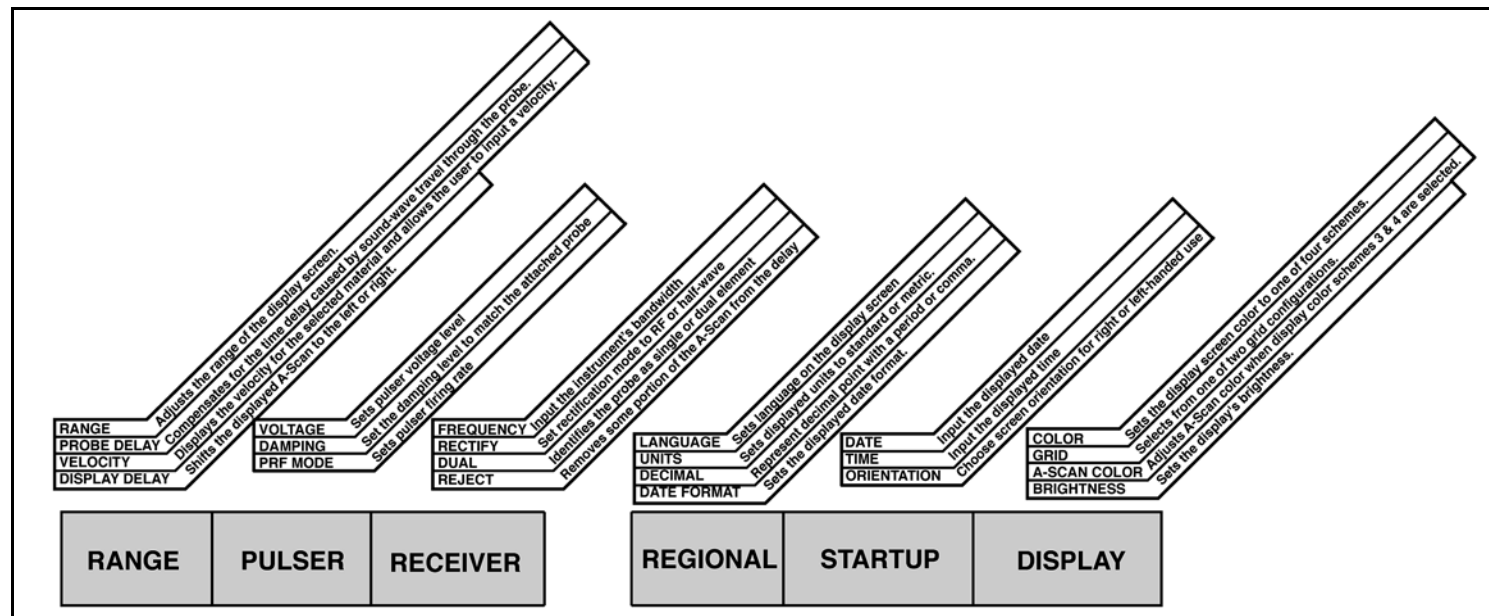 RANGE Adjusts the range of the display screen.
PROBE DELAY Compensates for the time delay caused by sound-wave travel through the probe.
VELOCITY Displays the velocity for the selected material and allows the user to input a velocity.
DISPLAY DELAY Shifts the displayed A-Scan to the left or right.
VOLTAGE Sets pulser voltage level
DAMPING Set the damping level to match the attached probe
PRF MODE Sets pulser firing rate
FREQUENCY Input the instrument's bandwidth
RECTIFY Set rectification mode to RF or half-wave
DUAL Identifies the probe as single or dual element
REJECT Removes some portion of the A-Scan from the delay
LANGUAGE Sets language on the display screen
UNITS Sets displayed units to standard or metric.
DECIMAL Represent decimal point with a period or comma.
DATE FORMAT Sets the displayed date format.
DATE Input the displayed date
TIME Input the displayed time
ORIENTATION Choose screen orientation for right or left-handed use
COLOR Sets the display screen color to one of four schemes.
GRID Selects from one of two grid configurations.
A-SCAN COLOR Adjusts A-Scan color when display color schemes 3 & 4 are selected.
BRIGHTNESS Sets the display's brightness.
RANGE PULSER RECEIVER REGIONAL STARTUP DISPLAY